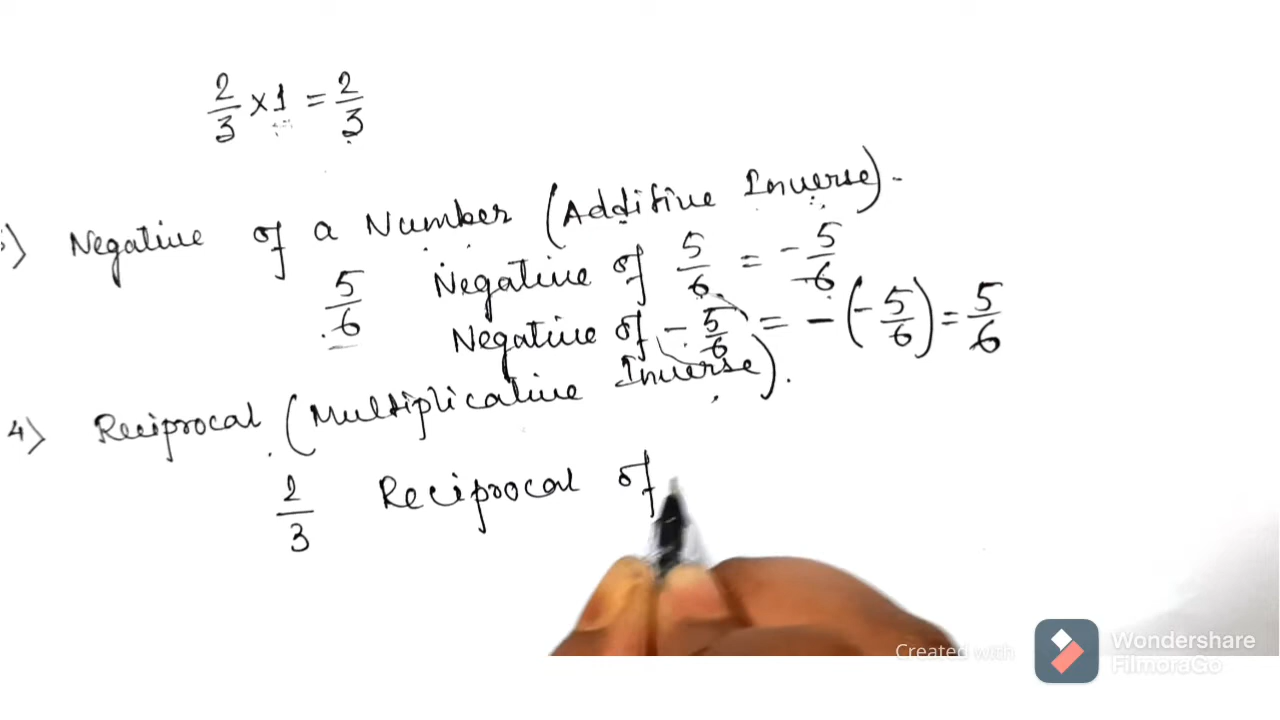 2/3 × 1 = 2/3
) Negative of a Number (Additive Inverse).
5/6 Negative of 5/6 = -5/6
Negative of -5/6 = -(-5/6) = 5/6
4) Reciprocal (Multiplicative Inverse).
2/3 Reciprocal of
Created with
Wondershare
FilmoraGo